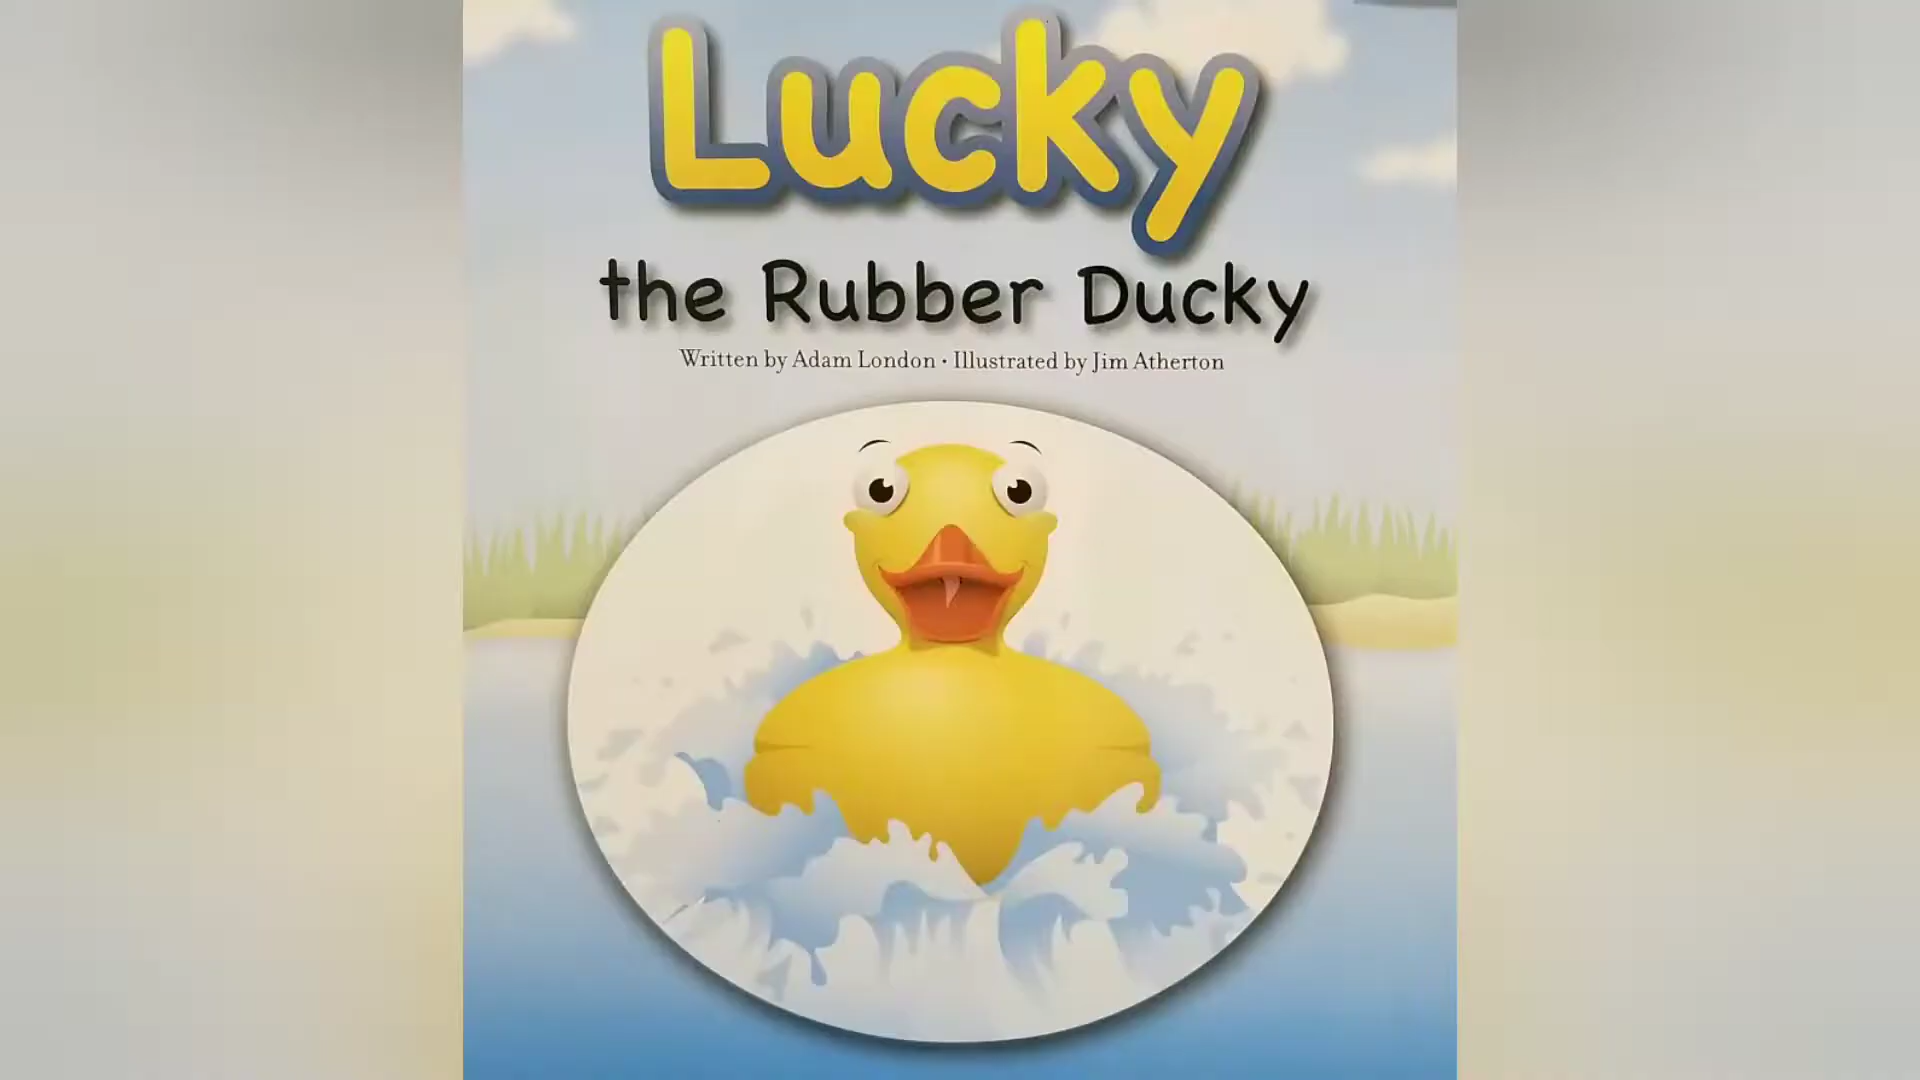 Lucky
the Rubber Ducky
Written by Adam London • Illustrated by Jim Atherton